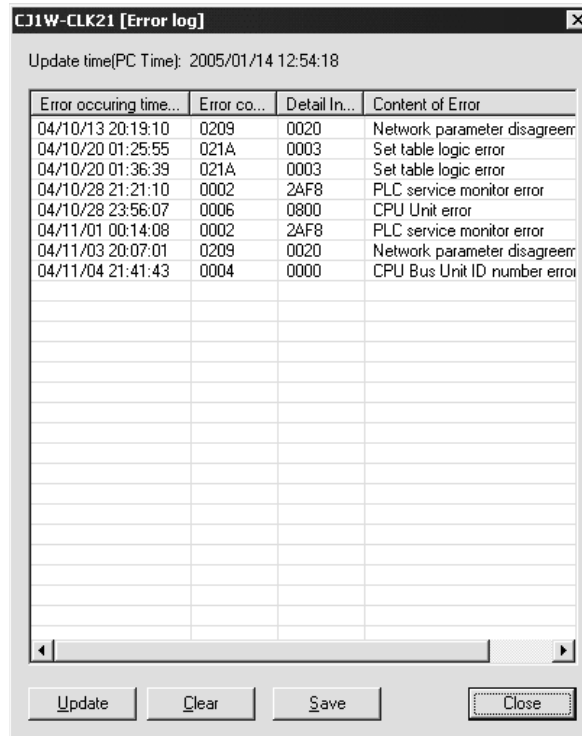 CJ1W-CLK21 [Error log]
Update time(PC Time): 2005/01/14 12:54:18
Error occuring time... Error co... Detail In... Content of Error
04/10/13 20:19:10 0209 0020 Network parameter disagreem
04/10/20 01:25:55 021A 0003 Set table logic error
04/10/20 01:36:39 021A 0003 Set table logic error
04/10/28 21:21:10 0002 2AF8 PLC service monitor error
04/10/28 23:56:07 0006 0800 CPU Unit error
04/11/01 00:14:08 0002 2AF8 PLC service monitor error
04/11/03 20:07:01 0209 0020 Network parameter disagreem
04/11/04 21:41:43 0004 0000 CPU Bus Unit ID number error
Update Clear Save Close